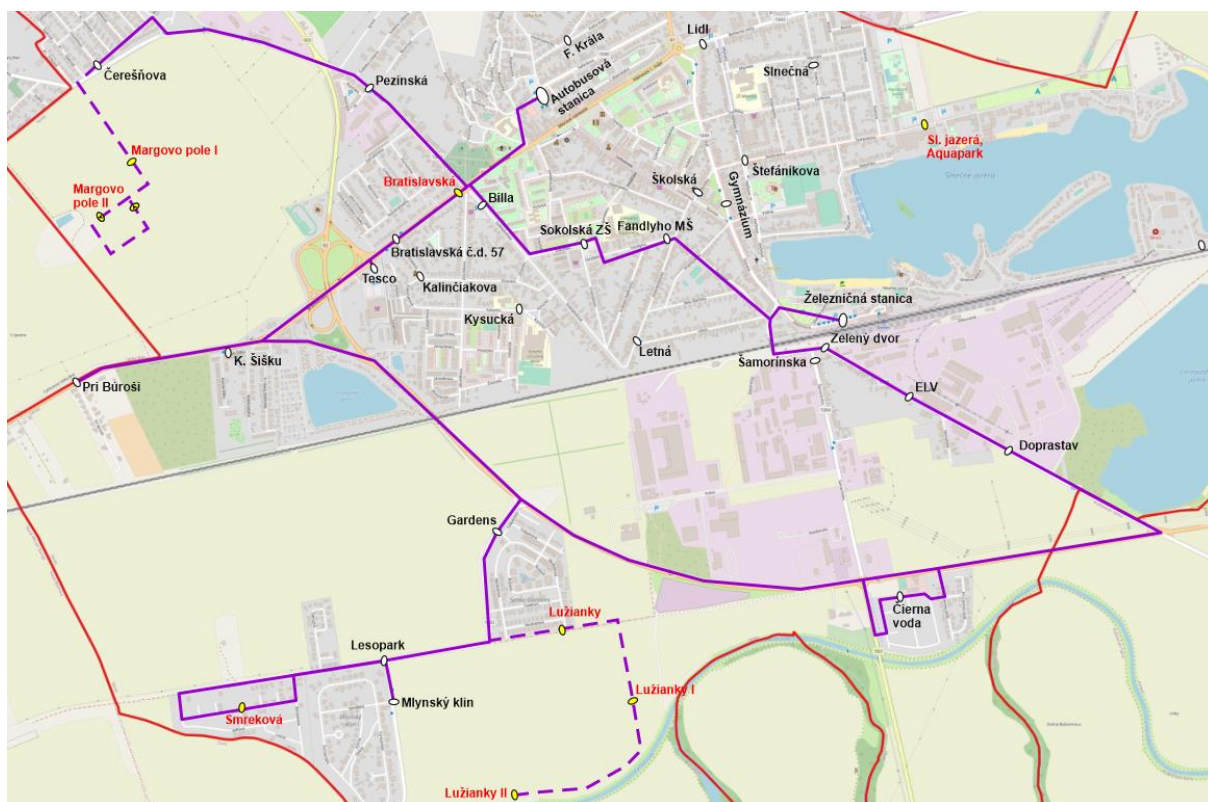 F. Krála
Lidl
Čerešňova
Pezinská
Autobusová
stanica
Slnečna
Margovo pole I
Margovo
pole II
Bratislavská
Sl. jazerá,
Aquapark
Štefánikova
Školská
Gymnázium
Billa
Sokolská ZŠ
Fandlyho MŠ
Bratislavská č.d. 57
Tesco
Kalinčiakova
Kysucká
Železničná stanica
Zelený dvor
Letná
Šamorínska
K. Šišku
Pri Búroši
ELV
Doprastav
Gardens
Lužianky
Čierna
voda
Lesopark
Mlynský klin
Lužianky I
Smreková
Lužianky II